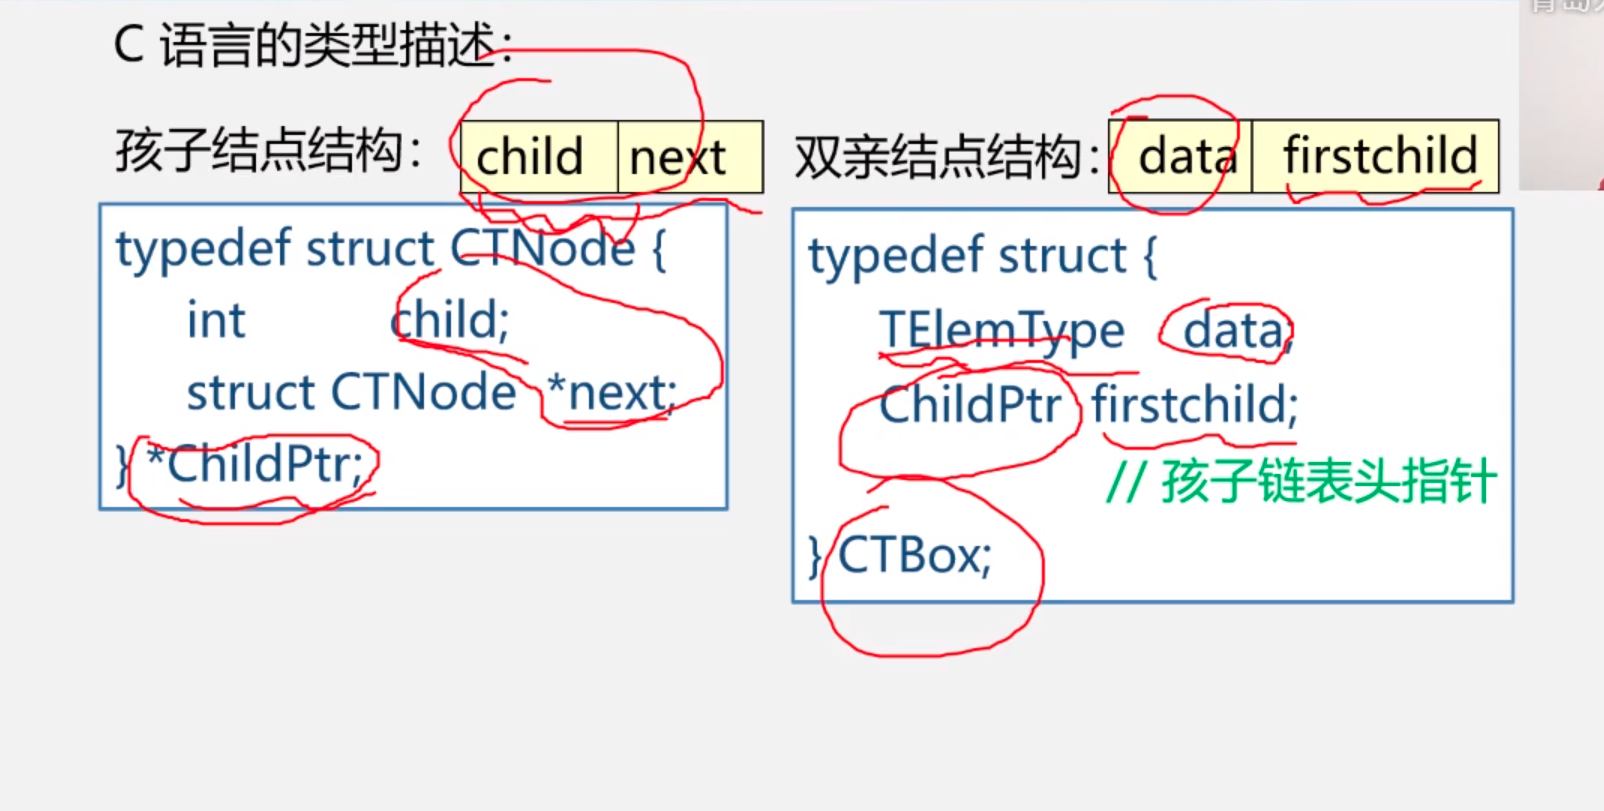 C 语言的类型描述：
孩子结点结构： child next
双亲结点结构： data firstchild
typedef struct CTNode {
int child;
struct CTNode *next;
} *ChildPtr;
typedef struct {
TElemType data;
ChildPtr firstchild;
// 孩子链表头指针
} CTBox;